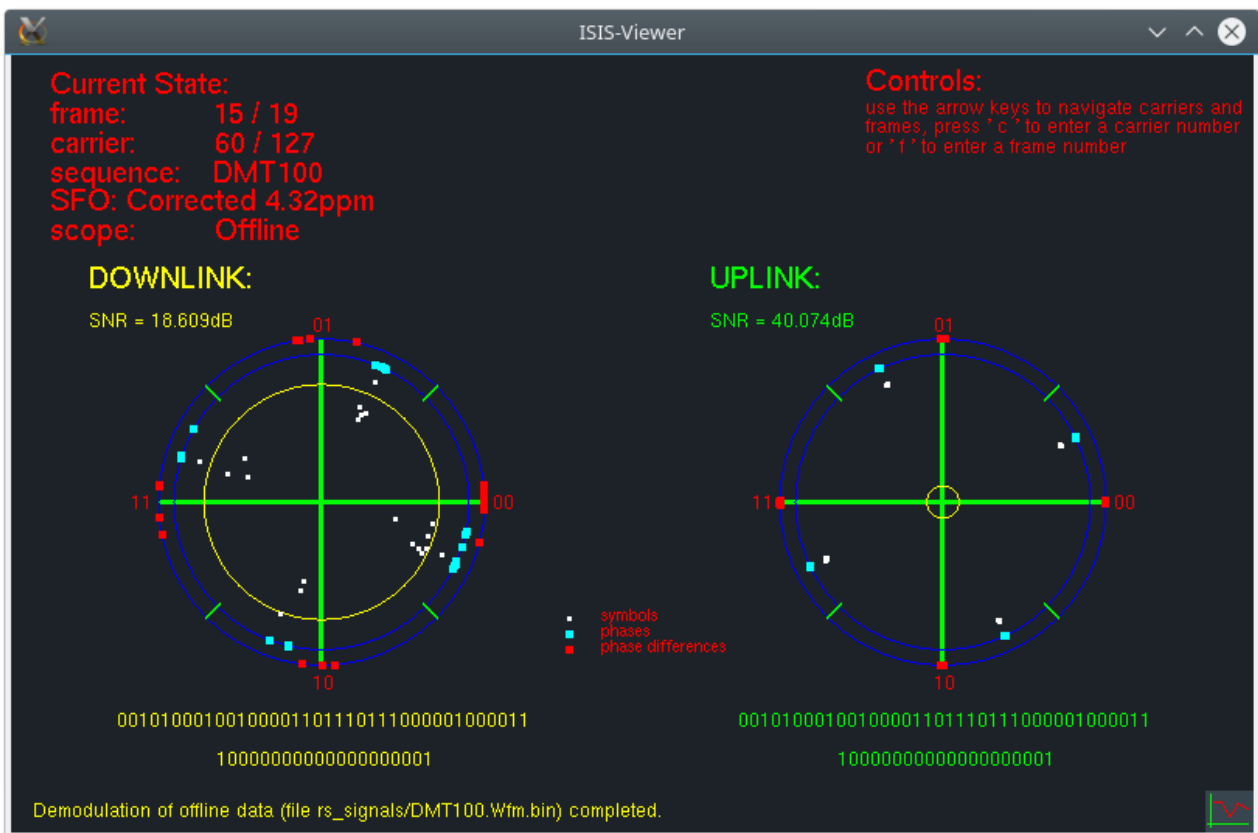 ISIS-Viewer
Current State:
frame: 15 / 19
carrier: 60 / 127
sequence: DMT100
SFO: Corrected 4.32ppm
scope: Offline
Controls:
use the arrow keys to navigate carriers and
frames, press ' c ' to enter a carrier number
or ' f ' to enter a frame number
DOWNLINK:
SNR = 18.609dB
01
11
00
10
UPLINK:
SNR = 40.074dB
01
11
00
10
symbols
phases
phase differences
00101000100100001101110111000001000011
10000000000000000001
00101000100100001101110111000001000011
10000000000000000001
Demodulation of offline data (file rs_signals/DMT100.Wfm.bin) completed.